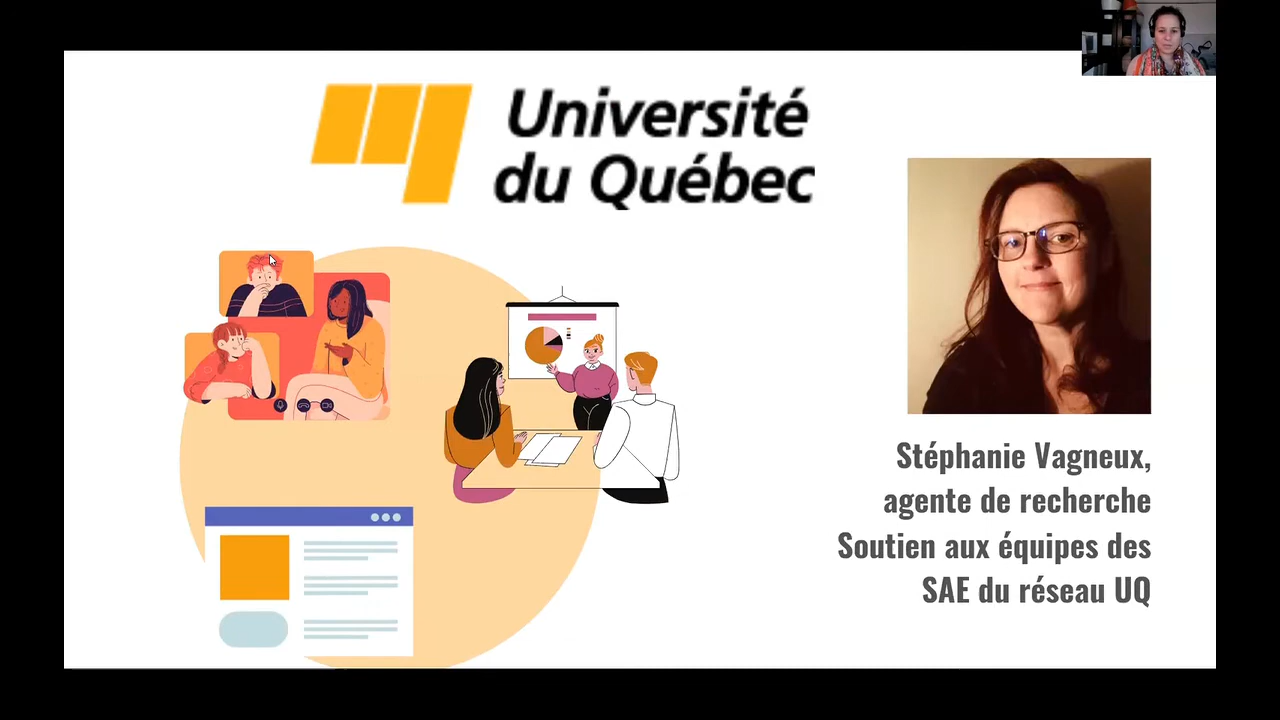 Université
du Québec
Stéphanie Vagneux,
agente de recherche
Soutien aux équipes des
SAE du réseau UQ